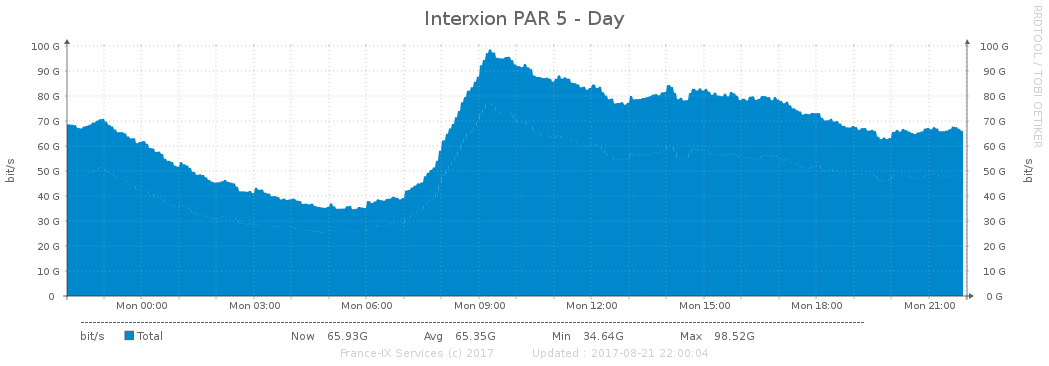 Interxion PAR 5 - Day
RRDTOOL / TOBI OETIKER
100 G 100 G
90 G 90 G
80 G 80 G
70 G 70 G
60 G 60 G
50 G 50 G
40 G 40 G
30 G 30 G
20 G 20 G
10 G 10 G
0 0 G
bit/s bit/s
Mon 00:00 Mon 03:00 Mon 06:00 Mon 09:00 Mon 12:00 Mon 15:00 Mon 18:00 Mon 21:00
bit/s Total Now 65.93G Avg 65.35G Min 34.64G Max 98.52G
France-IX Services (c) 2017 Updated : 2017-08-21 22:00:04